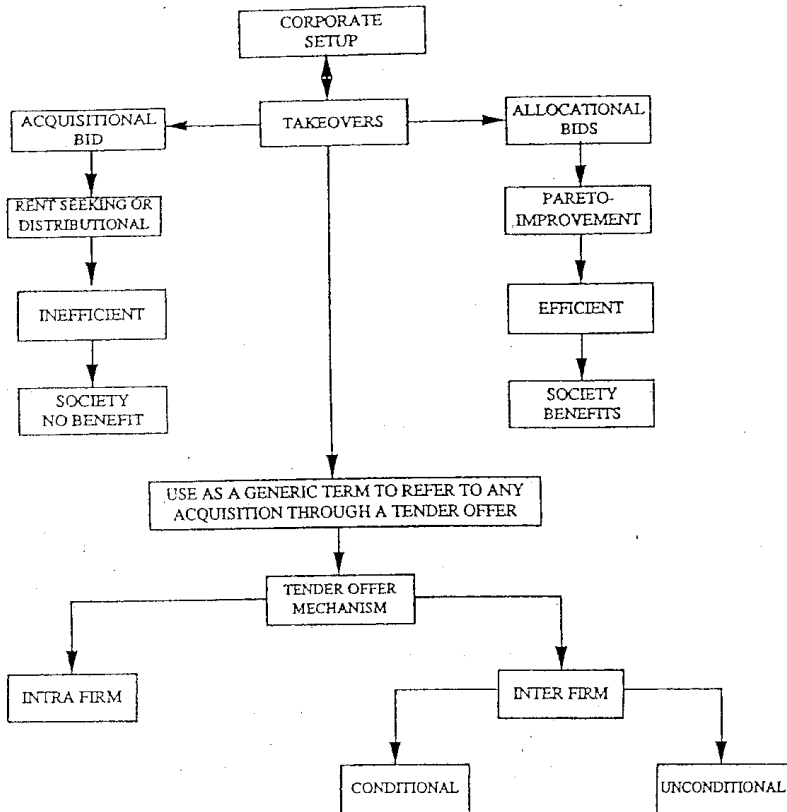 CORPORATE
SETUP
ACQUISITIONAL
BID
TAKEOVERS
ALLOCATIONAL
BIDS
RENT SEEKING OR
DISTRIBUTIONAL
PARETO-
IMPROVEMENT
INEFFICIENT
EFFICIENT
SOCIETY
NO BENEFIT
SOCIETY
BENEFITS
USE AS A GENERIC TERM TO REFER TO ANY
ACQUISITION THROUGH A TENDER OFFER
TENDER OFFER
MECHANISM
INTRA FIRM
INTER FIRM
CONDITIONAL
UNCONDITIONAL